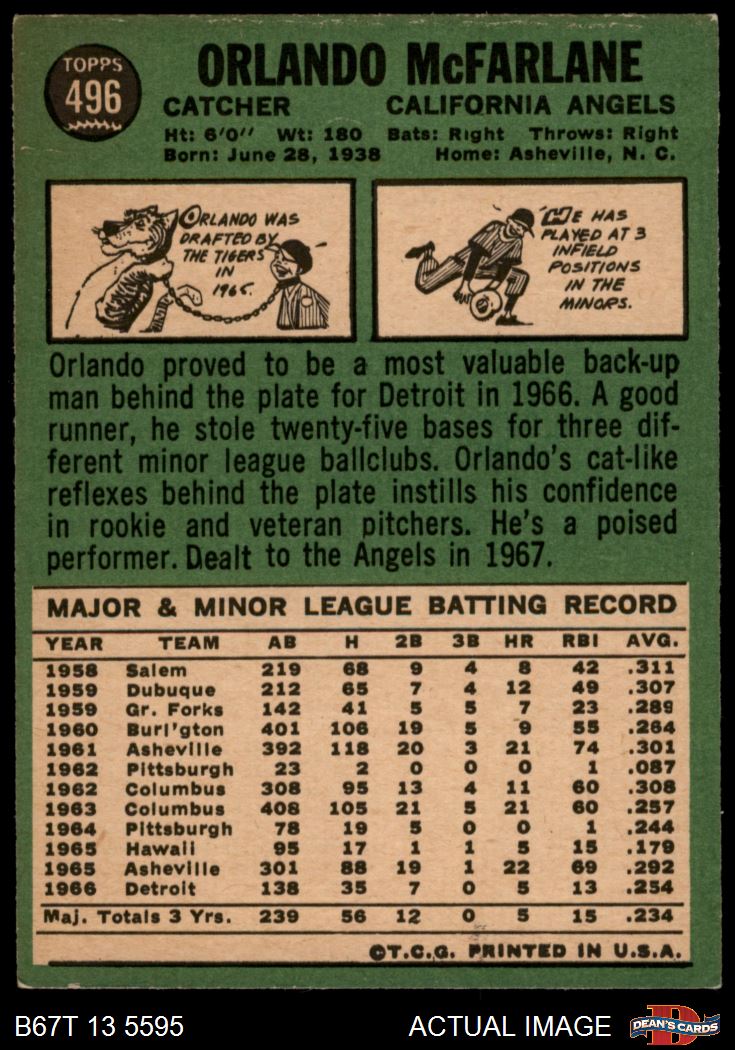 TOPPS
496
ORLANDO McFARLANE
CATCHER CALIFORNIA ANGELS
Ht: 6'0" Wt: 180 Bats: Right Throws: Right
Born: June 28, 1938 Home: Asheville, N. C.
ORLANDO WAS
DRAFTED BY
THE TIGERS
IN
1965.
HE HAS
PLAYED AT 3
INFIELD
POSITIONS
IN THE
MINORS.
Orlando proved to be a most valuable back-up
man behind the plate for Detroit in 1966. A good
runner, he stole twenty-five bases for three dif-
ferent minor league ballclubs. Orlando's cat-like
reflexes behind the plate instills his confidence
in rookie and veteran pitchers. He's a poised
performer. Dealt to the Angels in 1967.
MAJOR & MINOR LEAGUE BATTING RECORD
YEAR TEAM AB H 2B 3B HR RBI AVG.
1958 Salem 219 68 9 4 8 42 .311
1959 Dubuque 212 65 7 4 12 49 .307
1959 Gr. Forks 142 41 5 5 7 23 .289
1960 Burl'gton 401 106 19 5 9 55 .264
1961 Asheville 392 118 20 3 21 74 .301
1962 Pittsburgh 23 2 0 0 0 1 .087
1962 Columbus 308 95 13 4 11 60 .308
1963 Columbus 408 105 21 5 21 60 .257
1964 Pittsburgh 78 19 5 0 0 1 .244
1965 Hawaii 95 17 1 1 5 15 .179
1965 Asheville 301 88 19 1 22 69 .292
1966 Detroit 138 35 7 0 5 13 .254
Maj. Totals 3 Yrs. 239 56 12 0 5 15 .234
©T.C.G. PRINTED IN U.S.A.
B67T 13 5595 ACTUAL IMAGE DEAN'S CARDS